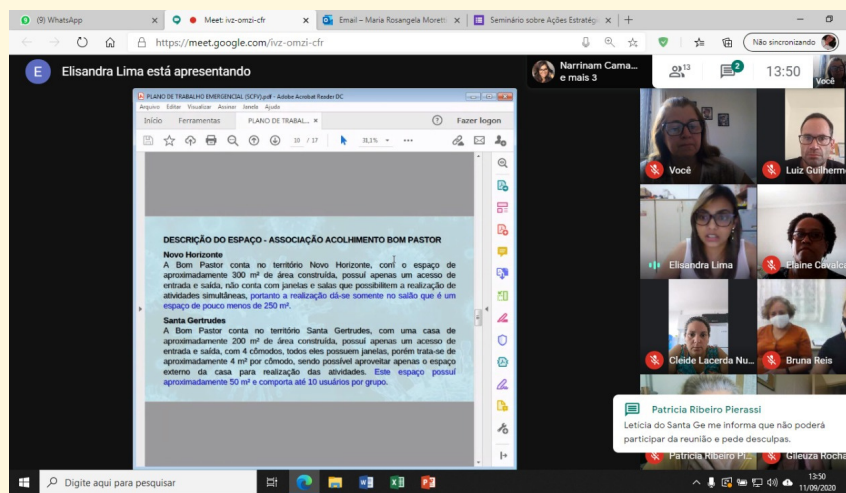 (9) WhatsApp
Meet: ivz-omzi-cfr
Email – Maria Rosangela Morett
Seminário sobre Ações Estratégi
https://meet.google.com/ivz-omzi-cfr
Não sincronizando
E
Elisandra Lima está apresentando
Narrinam Cama...
e mais 3
13
2
13:50
Você
PLANO DE TRABALHO EMERGENCIAL (SCFV).pdf - Adobe Acrobat Reader DC
Arquivo Editar Visualizar Assinar Janela Ajuda
Início Ferramentas PLANO DE TRABAL... ×
Fazer logon
10 / 17
31,1%
DESCRIÇÃO DO ESPAÇO - ASSOCIAÇÃO ACOLHIMENTO BOM PASTOR
Novo Horizonte
A Bom Pastor conta no território Novo Horizonte, com o espaço de
aproximadamente 300 m² de área construída, possuí apenas um acesso de
entrada e saída, não conta com janelas e salas que possibilitem a realização de
atividades simultâneas, portanto a realização dá-se somente no salão que é um
espaço de pouco menos de 250 m².
Santa Gertrudes
A Bom Pastor conta no território Santa Gertrudes, com uma casa de
aproximadamente 200 m² de área construída, possuí apenas um acesso de
entrada e saída, com 4 cômodos, todos eles possuem janelas, porém trata-se de
aproximadamente 4 m² por cômodo, sendo possível aproveitar apenas o espaço
externo da casa para realização das atividades. Este espaço possuí
aproximadamente 50 m² e comporta até 10 usuários por grupo.
Você
Luiz Guilherm
Elisandra Lima
Elaine Cavalca
Cleide Lacerda Nu...
Bruna Reis
Patricia Ribeiro Pierassi
Letícia do Santa Ge me informa que não poderá
participar da reunião e pede desculpas.
Patricia Ribeiro Pi...
Gileuza Rocha
Digite aqui para pesquisar
13:50
11/09/2020